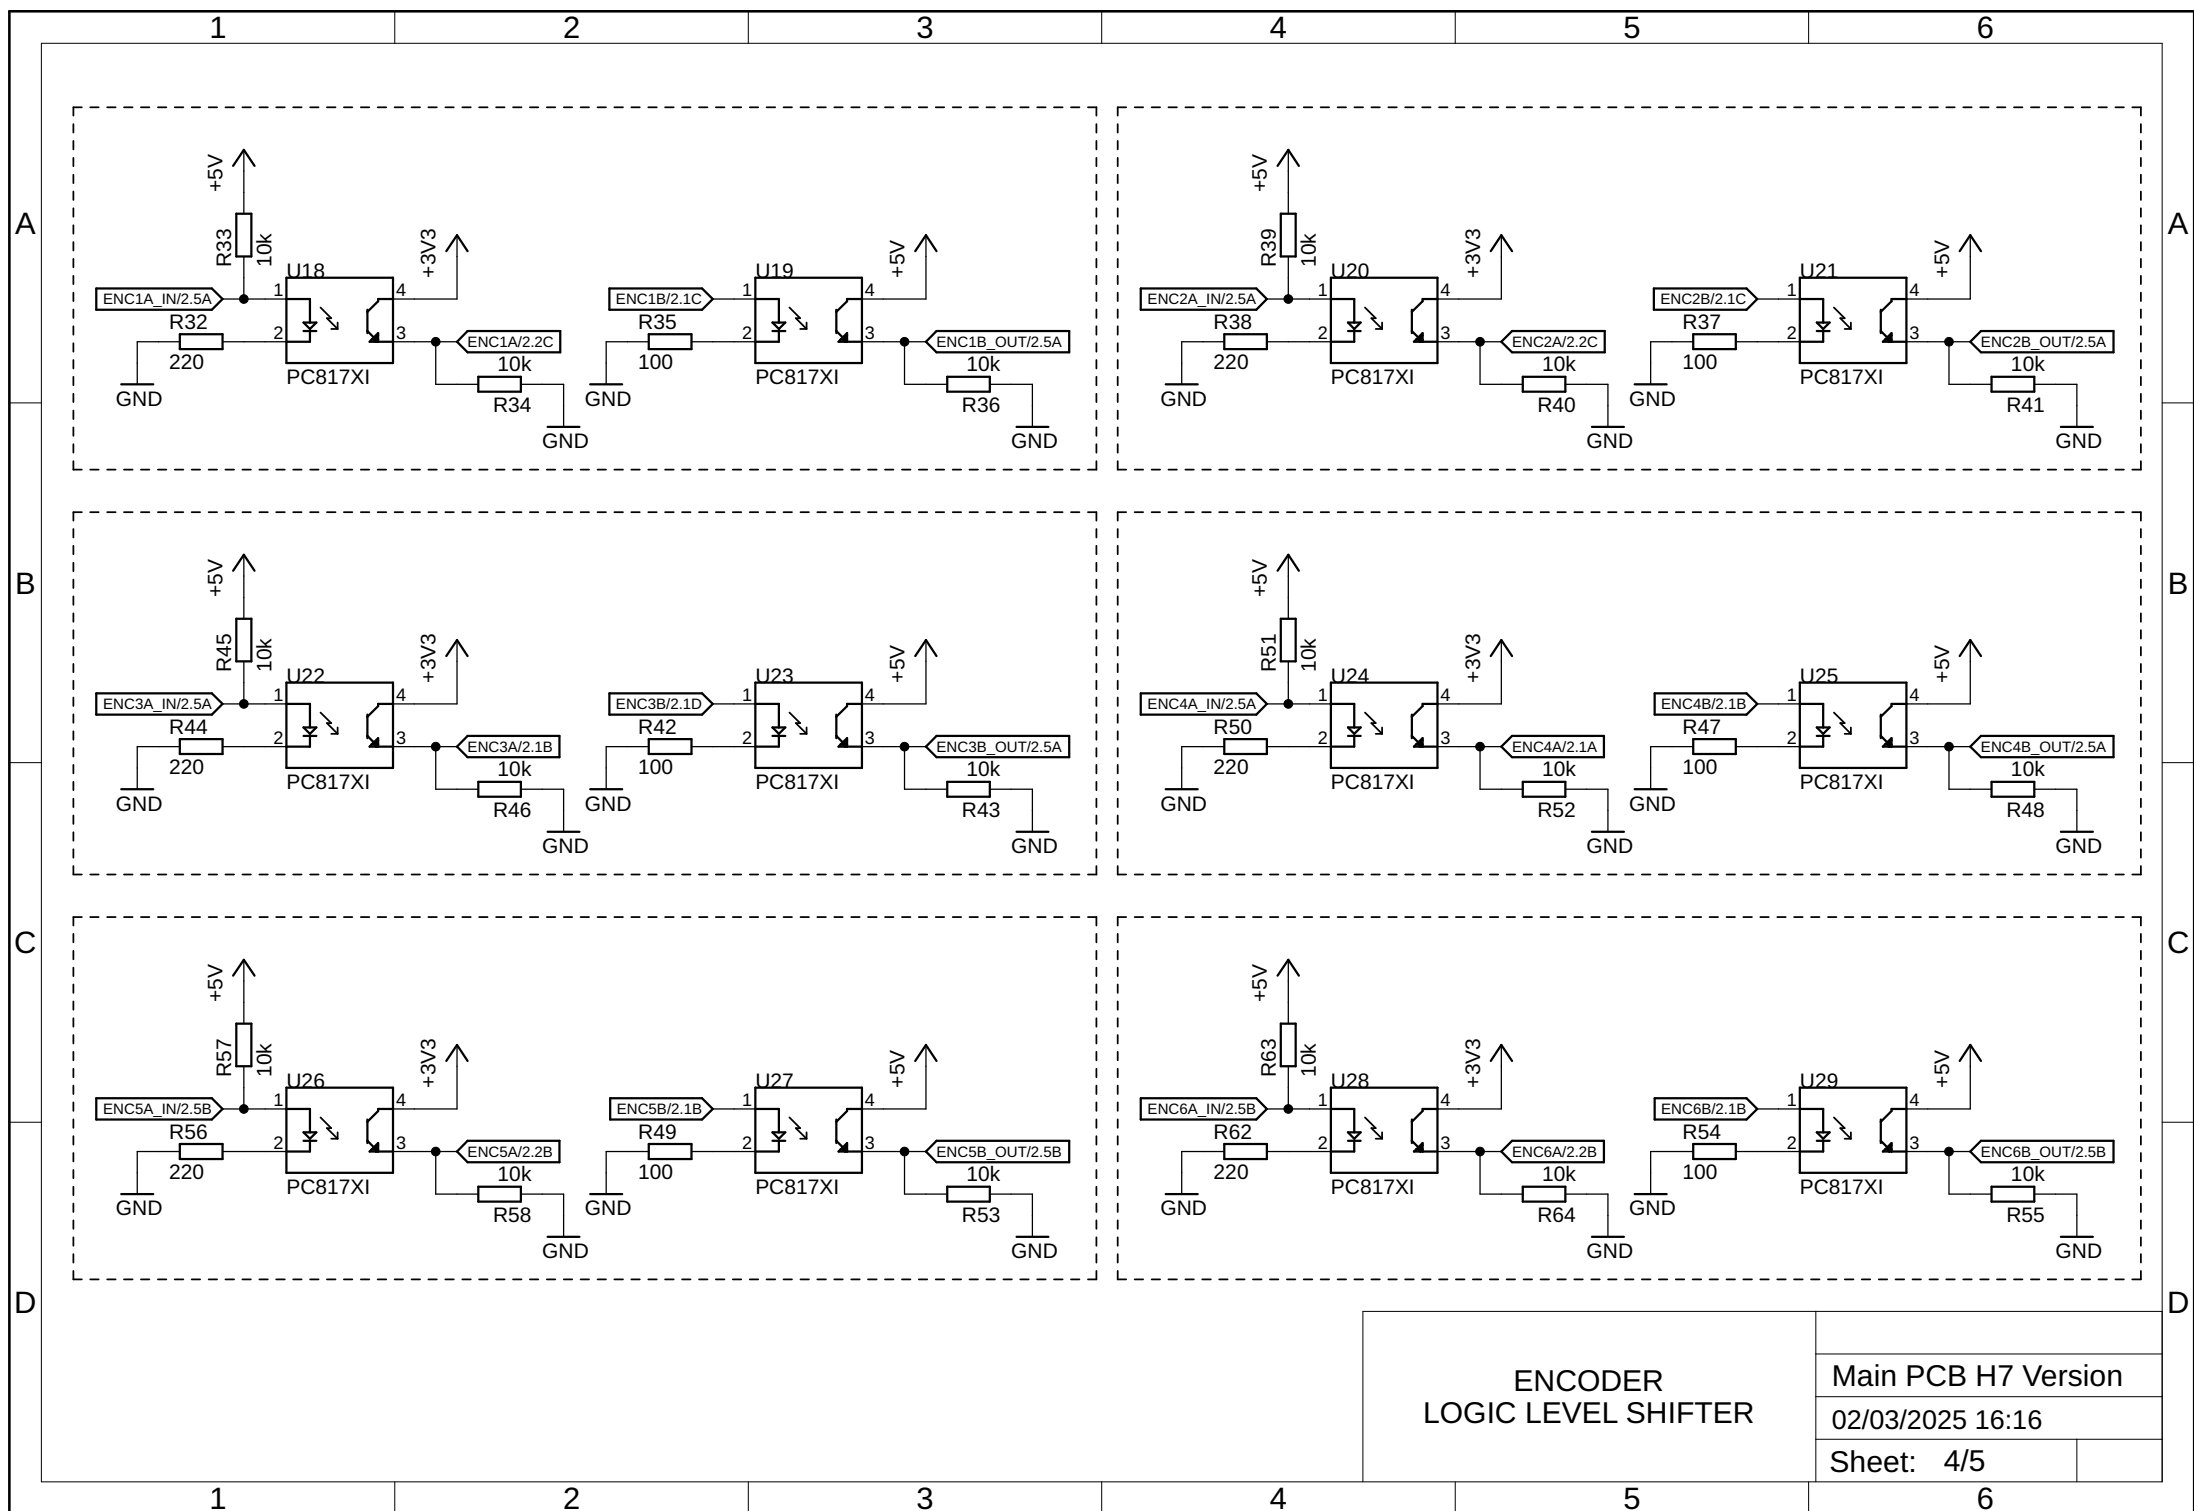 1 2 3 4 5 6
A A
+5V +5V
R33 10k +3V3 +5V R39 10k +3V3 +5V
U18 U19 U20 U21
ENC1A_IN/2.5A 1 4 ENC1B/2.1C 1 4 ENC2A_IN/2.5A 1 4 ENC2B/2.1C 1 4
R32 2 3 ENC1A/2.2C R35 2 3 ENC1B_OUT/2.5A R38 2 3 ENC2A/2.2C R37 2 3 ENC2B_OUT/2.5A
220 10k 100 10k 220 10k 100 10k
PC817XI PC817XI PC817XI PC817XI
GND R34 GND R36 GND R40 GND R41
GND GND GND GND
B B
+5V +5V
R45 10k +3V3 +5V R51 10k +3V3 +5V
U22 U23 U24 U25
ENC3A_IN/2.5A 1 4 ENC3B/2.1D 1 4 ENC4A_IN/2.5A 1 4 ENC4B/2.1B 1 4
R44 2 3 ENC3A/2.1B R42 2 3 ENC3B_OUT/2.5A R50 2 3 ENC4A/2.1A R47 2 3 ENC4B_OUT/2.5A
220 10k 100 10k 220 10k 100 10k
PC817XI PC817XI PC817XI PC817XI
GND R46 GND R43 GND R52 GND R48
GND GND GND GND
C C
+5V +5V
R57 10k +3V3 +5V R63 10k +3V3 +5V
U26 U27 U28 U29
ENC5A_IN/2.5B 1 4 ENC5B/2.1B 1 4 ENC6A_IN/2.5B 1 4 ENC6B/2.1B 1 4
R56 2 3 ENC5A/2.2B R49 2 3 ENC5B_OUT/2.5B R62 2 3 ENC6A/2.2B R54 2 3 ENC6B_OUT/2.5B
220 10k 100 10k 220 10k 100 10k
PC817XI PC817XI PC817XI PC817XI
GND R58 GND R53 GND R64 GND R55
GND GND GND GND
D D
ENCODER
LOGIC LEVEL SHIFTER
Main PCB H7 Version
02/03/2025 16:16
Sheet: 4/5
1 2 3 4 5 6